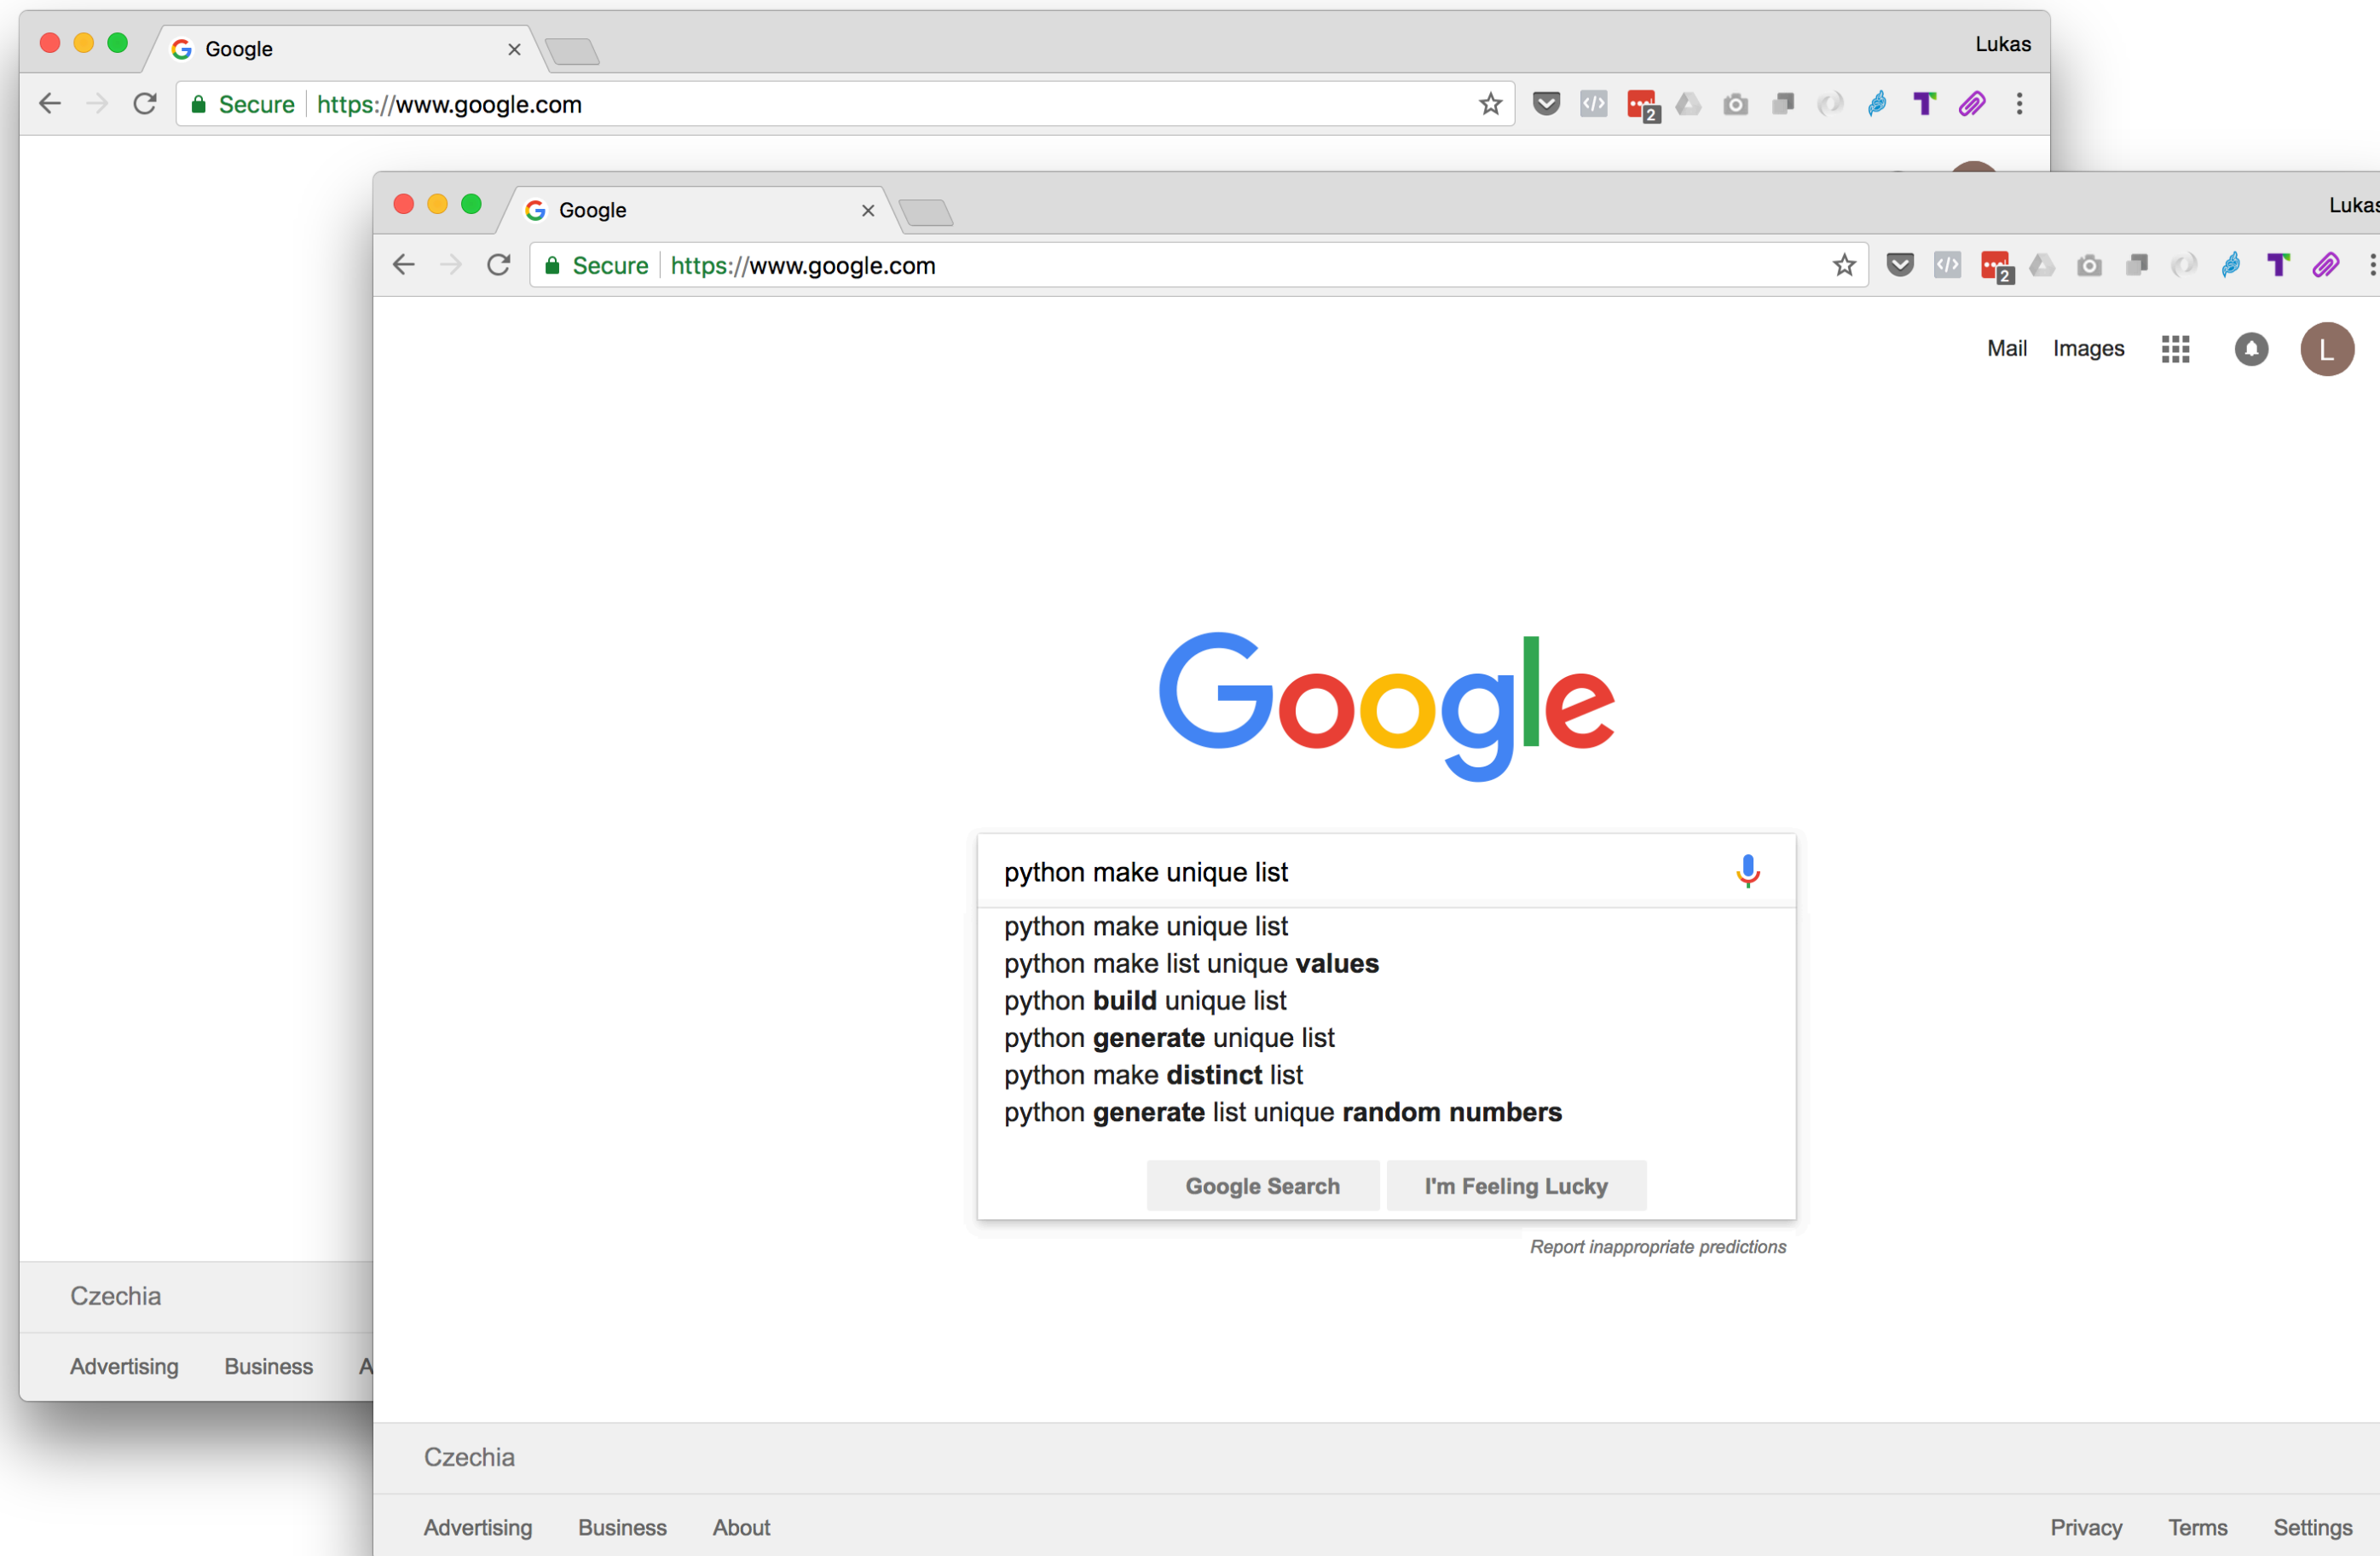 Google
Lukas
Secure https://www.google.com
2
Google
Secure https://www.google.com
2
Mail Images L
Google
python make unique list
python make unique list
python make list unique values
python build unique list
python generate unique list
python make distinct list
python generate list unique random numbers
Google Search I'm Feeling Lucky
Report inappropriate predictions
Czechia
Advertising Business
Czechia
Advertising Business About Privacy Terms Settings